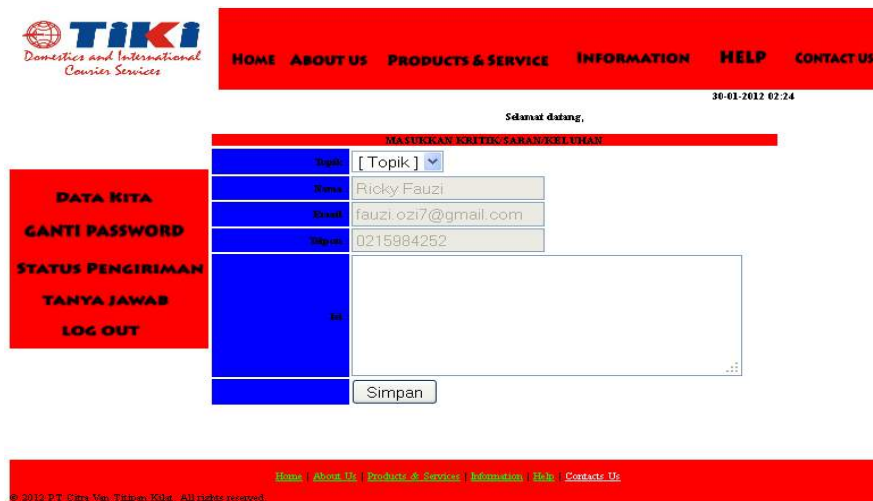 TiKi
Domestics and International
Courier Services
HOME ABOUT US PRODUCTS & SERVICE INFORMATION HELP CONTACT US
30-01-2012 02:24
Selamat datang,
MASUKKAN KRITIK/SARAN/KELUHAN
Topik [ Topik ]
Nama Ricky Fauzi
Email fauzi.ozi7@gmail.com
0215984252
Isi
Simpan
DATA KITA
GANTI PASSWORD
STATUS PENGIRIMAN
TANYA JAWAB
LOG OUT
Home | About Us | Products & Services | Information | Help | Contacts Us
© 2012 PT Citra Van Titipan Kilat, All rights reserved